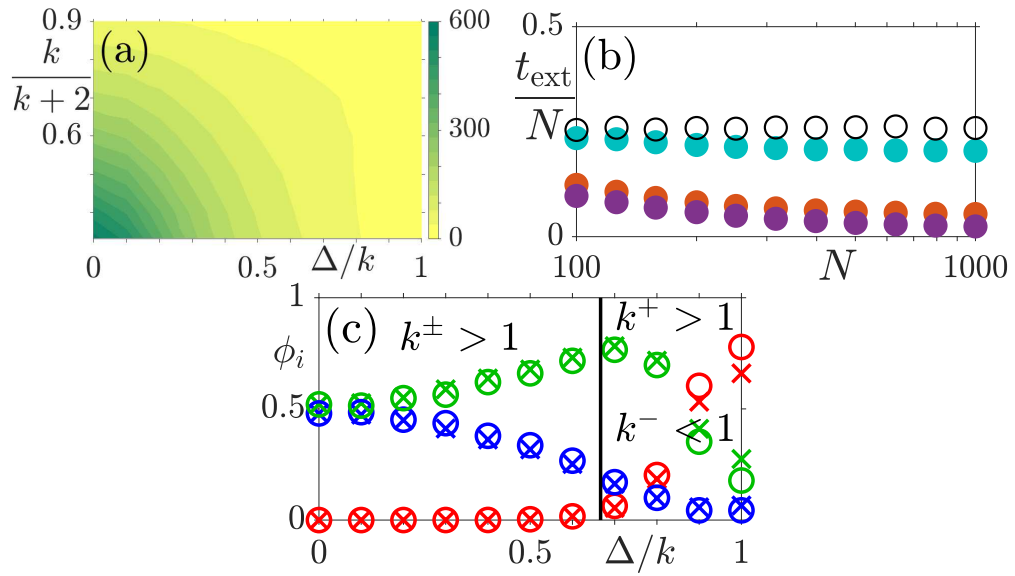 0.9
k
k + 2
0.6
(a)
0
0.5
Δ/k
1
600
300
0
0.5
(b)
t_ext
N
0
100
N
1000
1
(c)
k^± > 1
k^+ > 1
ϕ_i
0.5
k^- < 1
0
0
0.5
Δ/k
1